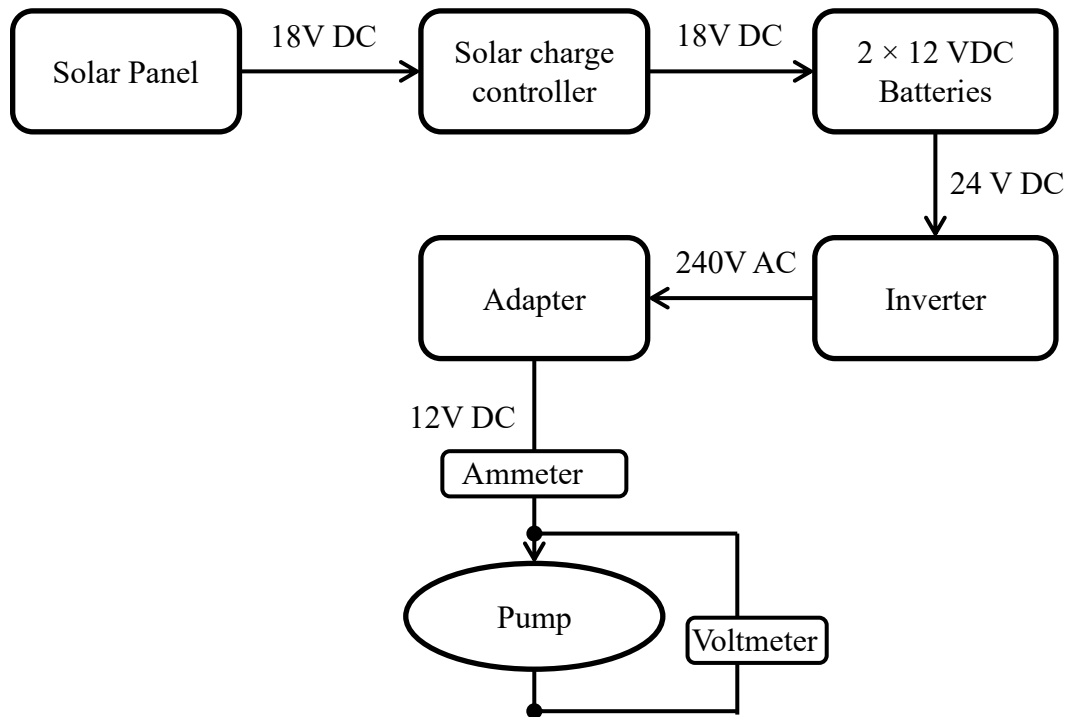 18V DC
18V DC
Solar Panel
Solar charge
controller
2 × 12 VDC
Batteries
24 V DC
240V AC
Adapter
Inverter
12V DC
Ammeter
Pump
Voltmeter